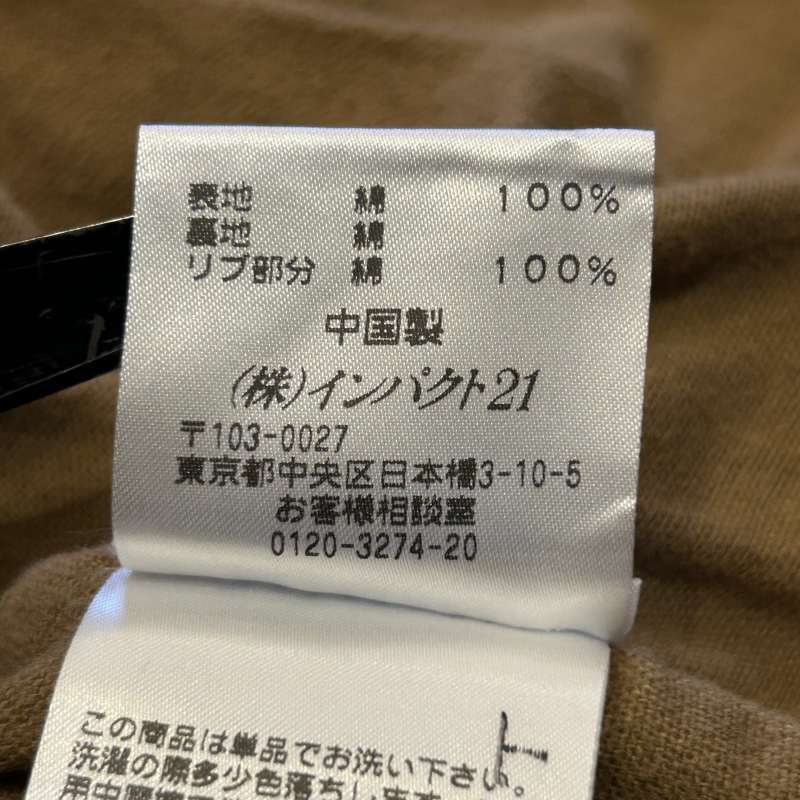 表地 綿 100%
裏地 綿
リブ部分 綿 100%
中国製
(株)インパクト21
〒103-0027
東京都中央区日本橋3-10-5
お客様相談室
0120-3274-20
この商品は単品でお洗い下さい。
洗濯の際多少色落ちします